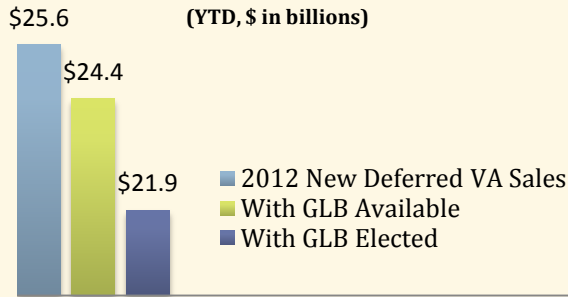 (YTD, $ in billions)
$25.6
$24.4
$21.9
2012 New Deferred VA Sales
With GLB Available
With GLB Elected